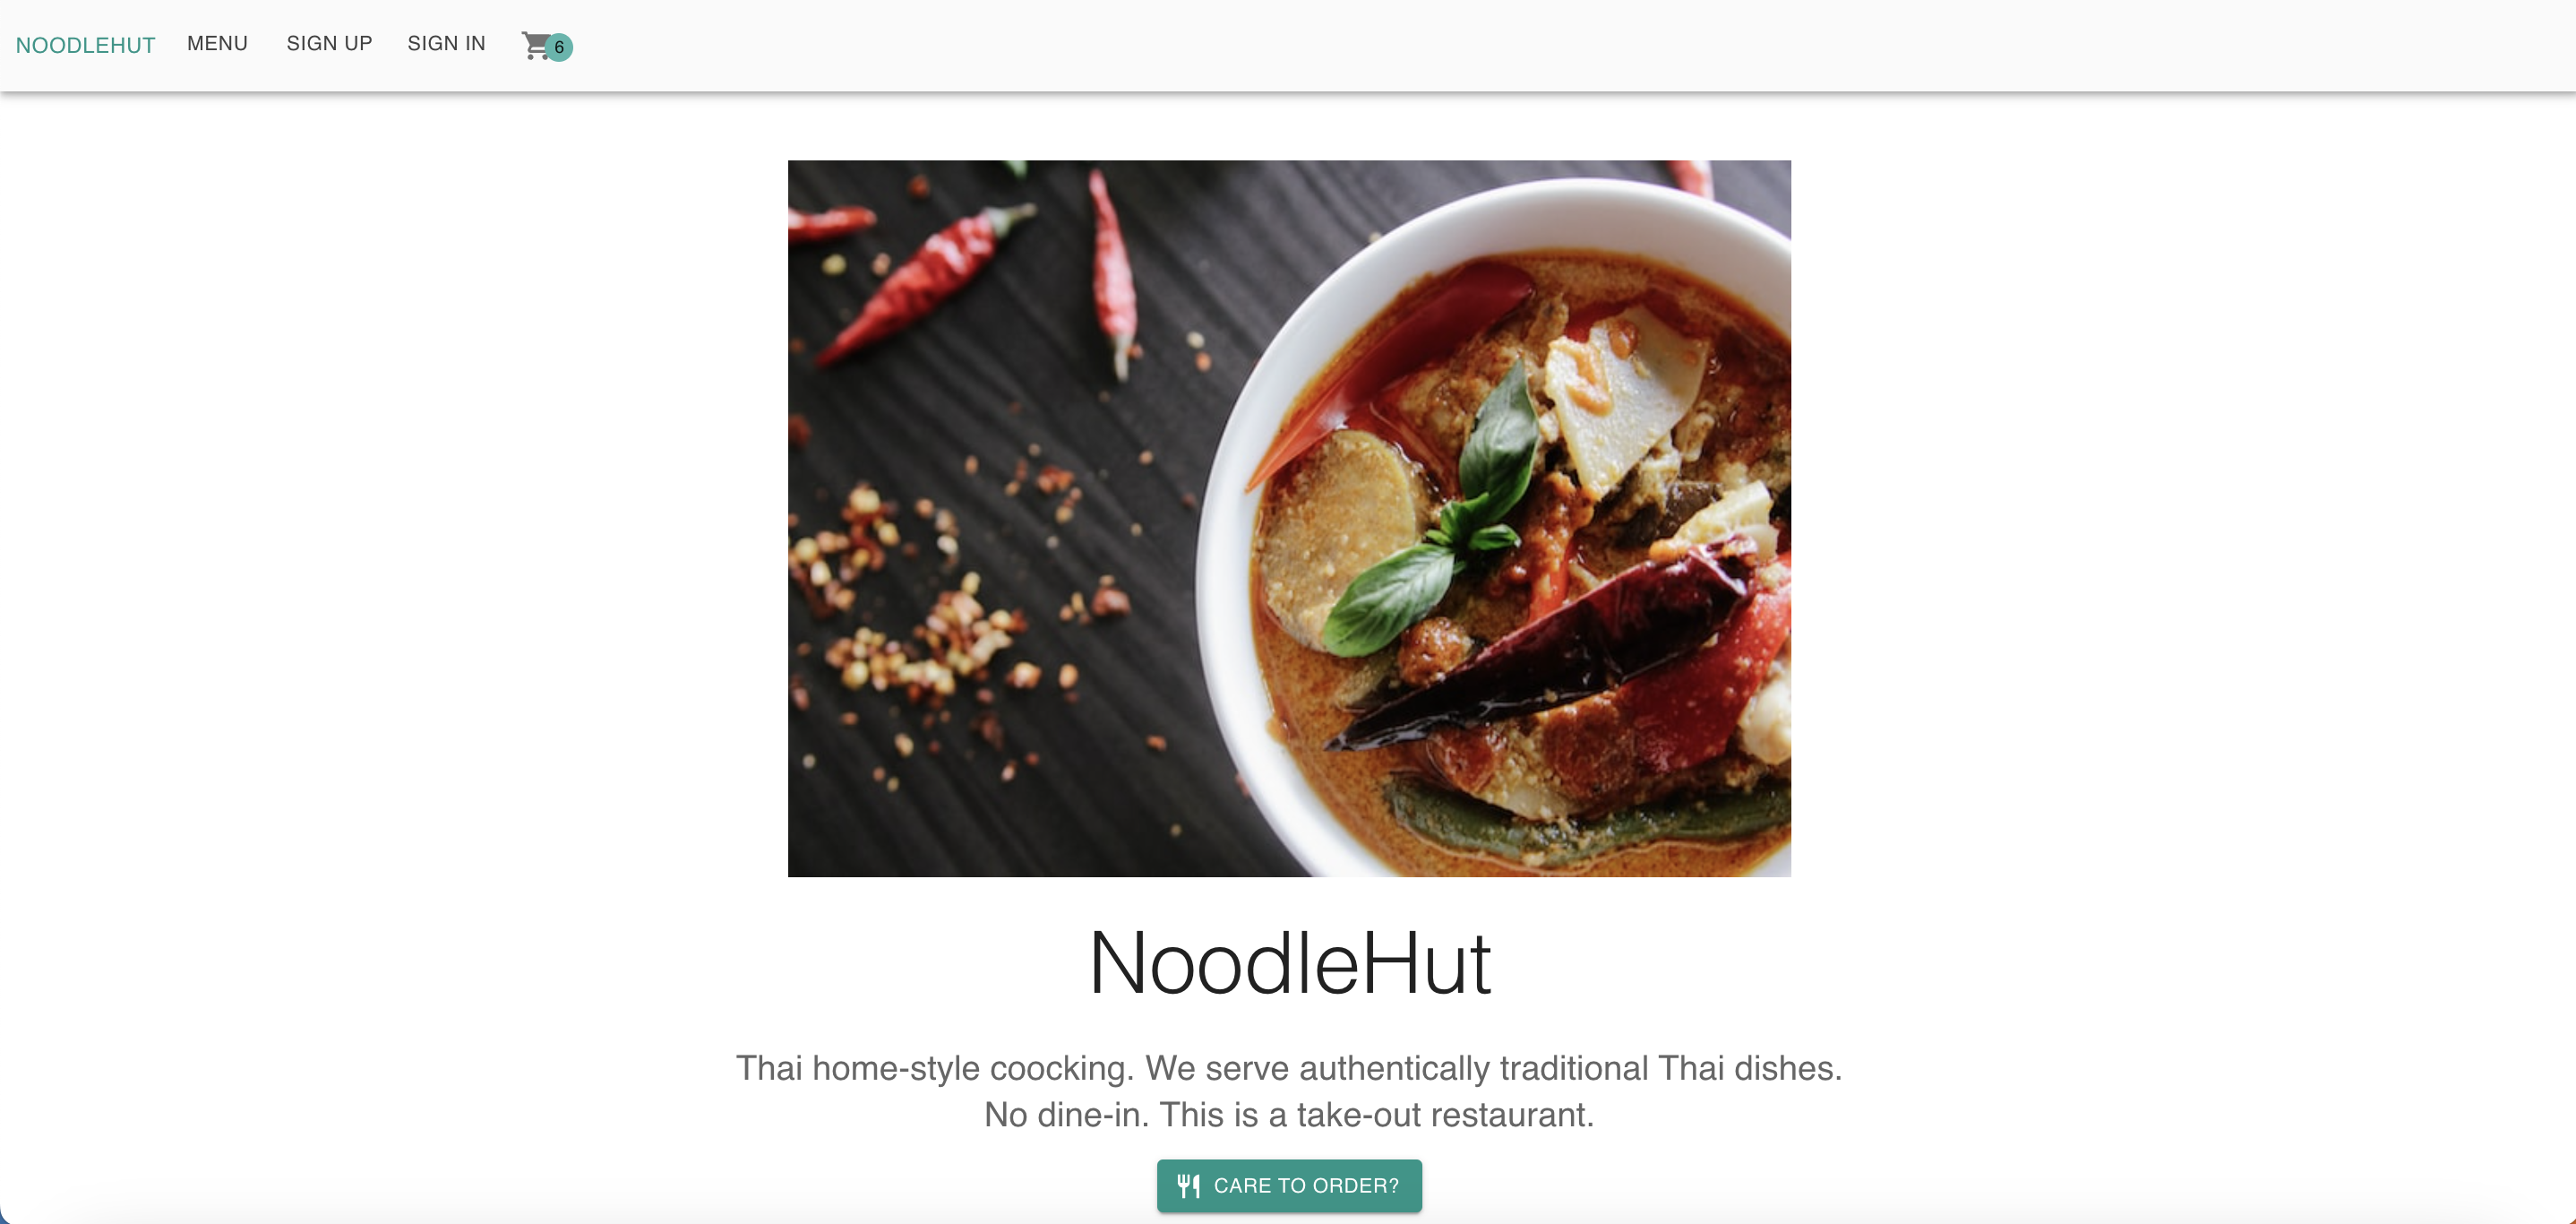 NOODLEHUT MENU SIGN UP SIGN IN 6
NoodleHut
Thai home-style coocking. We serve authentically traditional Thai dishes.
No dine-in. This is a take-out restaurant.
CARE TO ORDER?